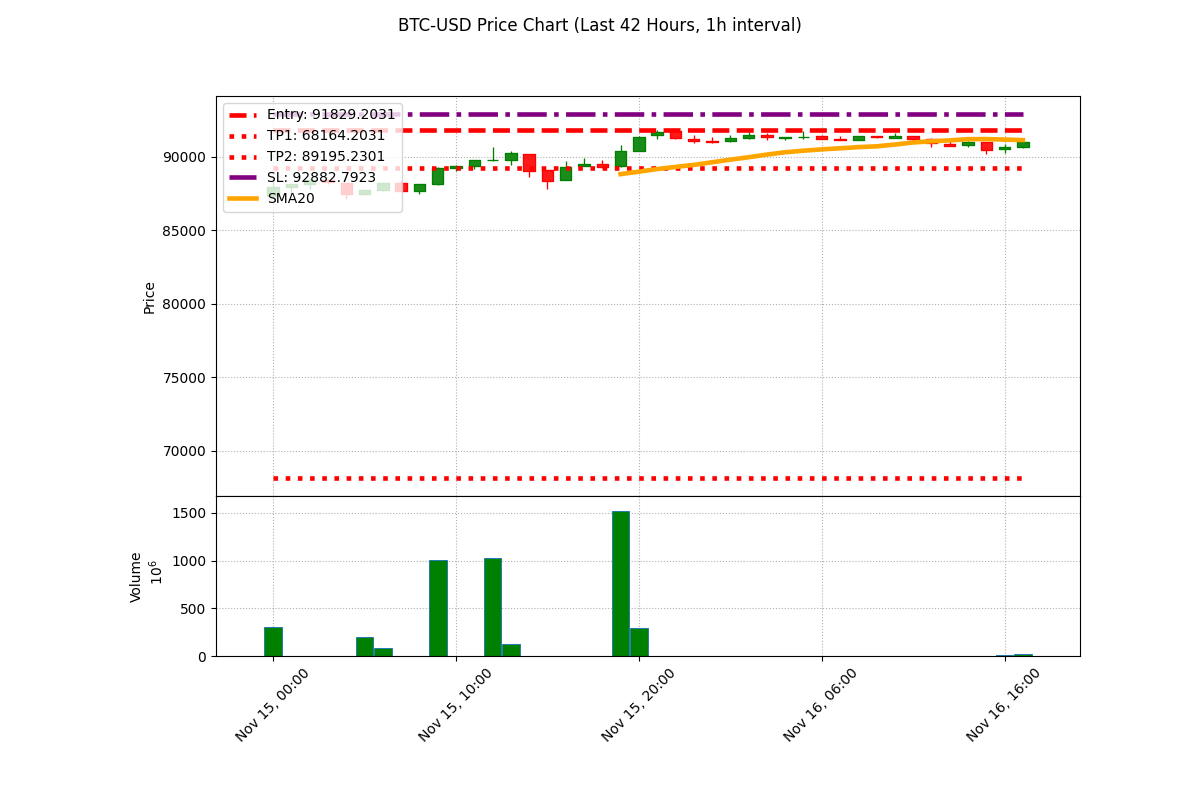 BTC-USD Price Chart (Last 42 Hours, 1h interval)
Entry: 91829.2031
TP1: 68164.2031
TP2: 89195.2301
SL: 92882.7923
SMA20
Price
90000
85000
80000
75000
70000
Volume
10⁶
1500
1000
500
0
Nov 15, 00:00
Nov 15, 10:00
Nov 15, 20:00
Nov 16, 06:00
Nov 16, 16:00